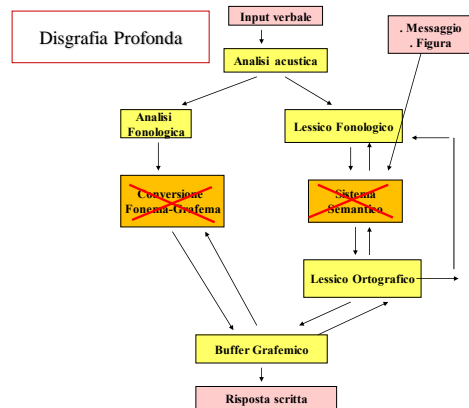 Disgrafia Profonda
Input verbale
. Messaggio
. Figura
Analisi acustica
Analisi
Fonologica
Lessico Fonologico
Conversione
Fonema-Grafema
Sistema
Semantico
Lessico Ortografico
Buffer Grafemico
Risposta scritta